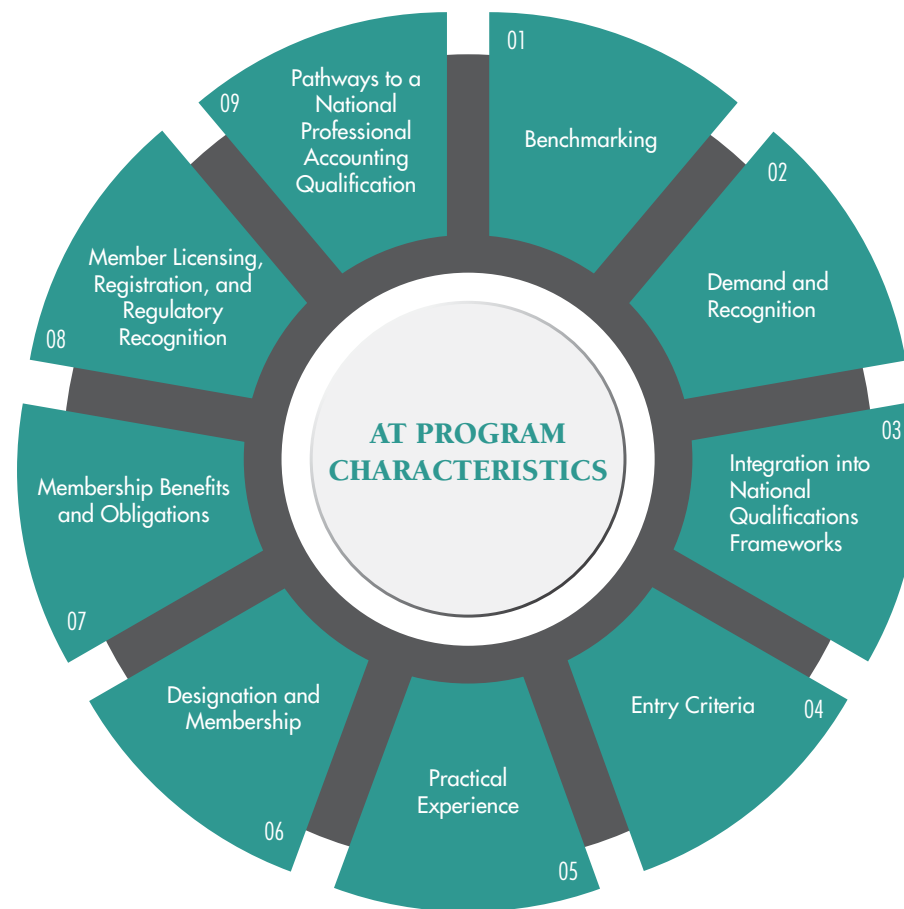 AT PROGRAM
CHARACTERISTICS
01
Benchmarking
02
Demand and
Recognition
03
Integration into
National
Qualifications
Frameworks
04
Entry Criteria
05
Practical
Experience
06
Designation and
Membership
07
Membership Benefits
and Obligations
08
Member Licensing,
Registration, and
Regulatory
Recognition
09
Pathways to a
National
Professional
Accounting
Qualification